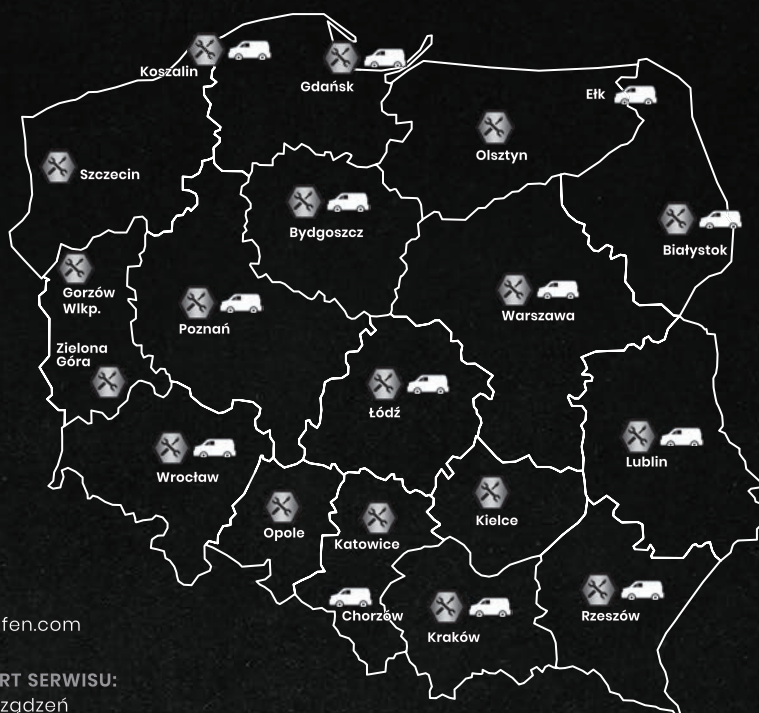 Koszalin
Gdańsk
Ełk
Olsztyn
Szczecin
Bydgoszcz
Białystok
Gorzów
Wlkp.
Poznań
Warszawa
Zielona
Góra
Łódź
Wrocław
Lublin
Opole
Katowice
Kielce
Chorzów
Kraków
Rzeszów
fen.com
RT SERWISU:
zgdzeń